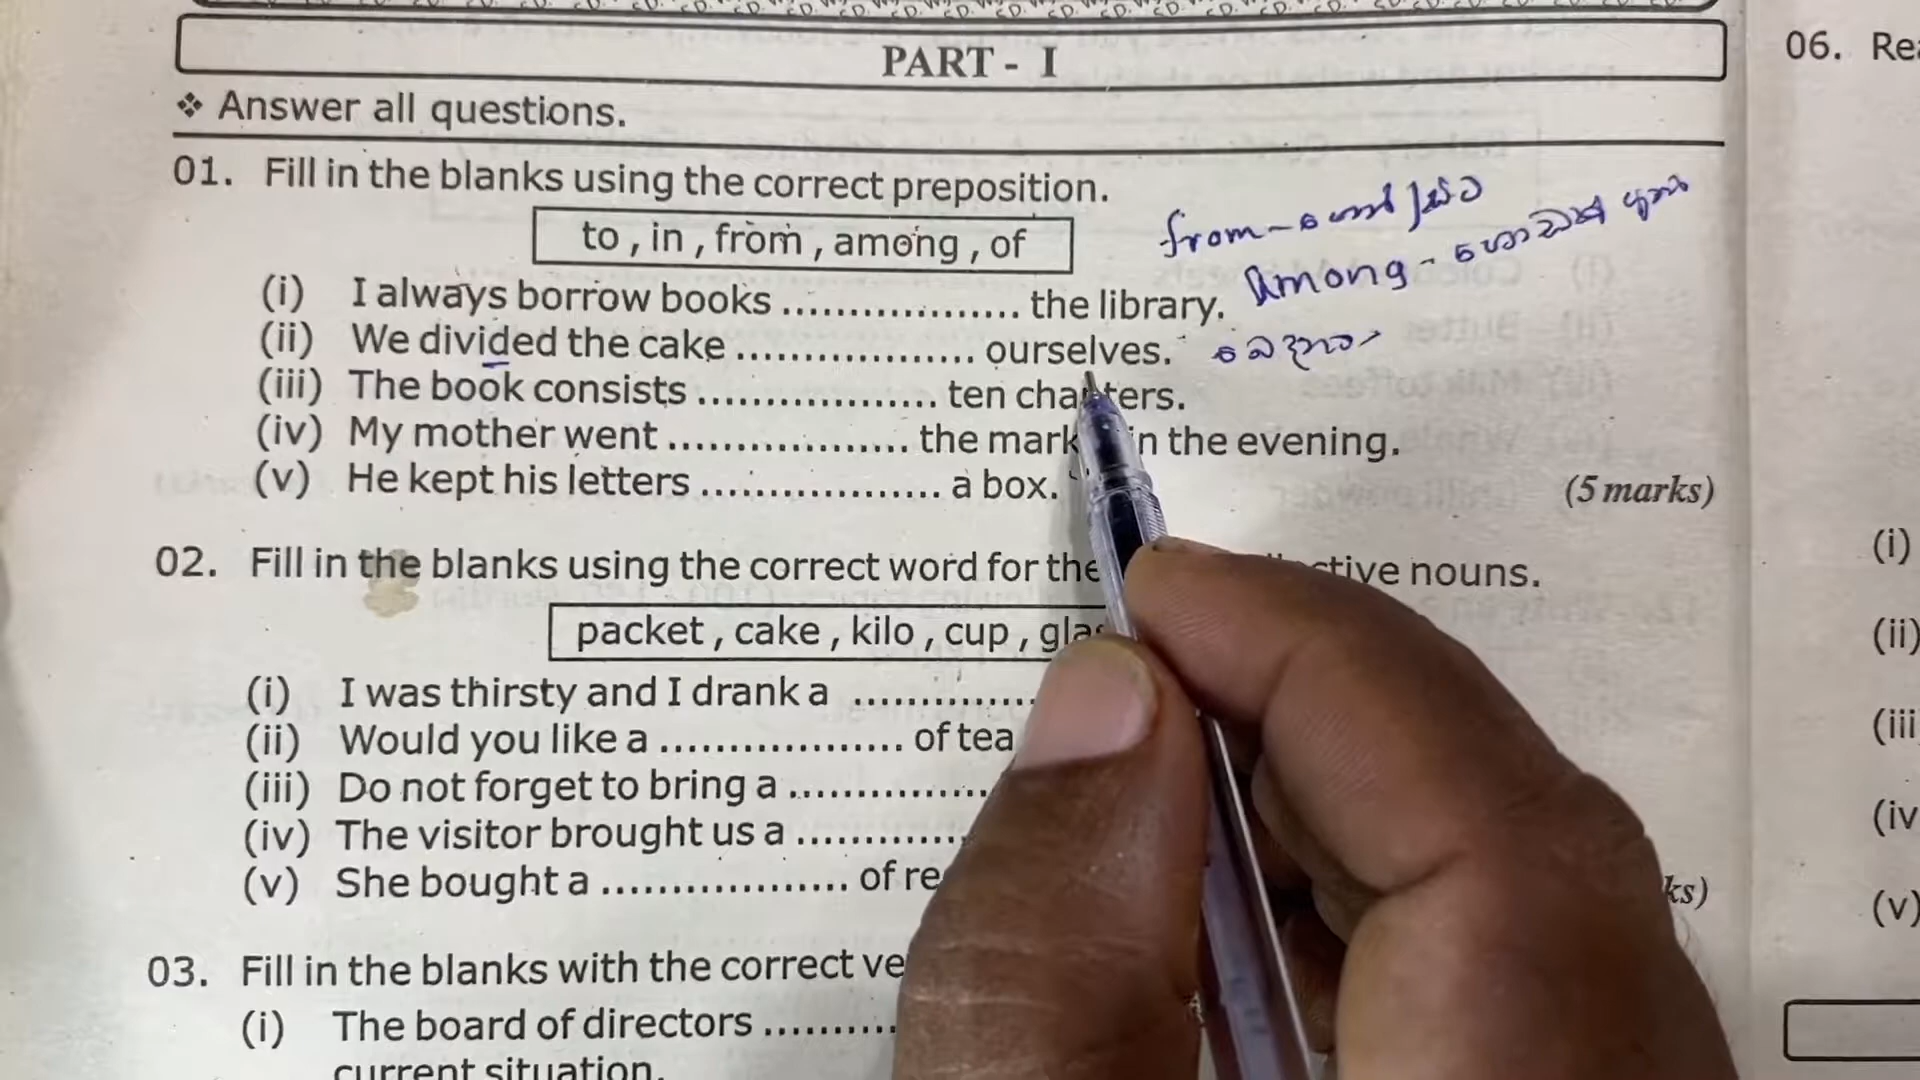 PART - I
06. Rea
❖ Answer all questions.
01. Fill in the blanks using the correct preposition.
to , in , from , among , of
from -
Among -
(i) I always borrow books .................. the library.
(ii) We divided the cake .................. ourselves.
(iii) The book consists .................. ten chapters.
(iv) My mother went .................. the mark in the evening.
(v) He kept his letters .................. a box.
(5 marks)
02. Fill in the blanks using the correct word for the ctive nouns.
packet , cake , kilo , cup , glas
(i) I was thirsty and I drank a ..............
(ii) Would you like a .................. of tea
(iii) Do not forget to bring a ...............
(iv) The visitor brought us a ............
(v) She bought a .................. of re
ks)
03. Fill in the blanks with the correct ve
(i) The board of directors ..........
current situation.
(i)
(ii)
(iii
(iv
(v)